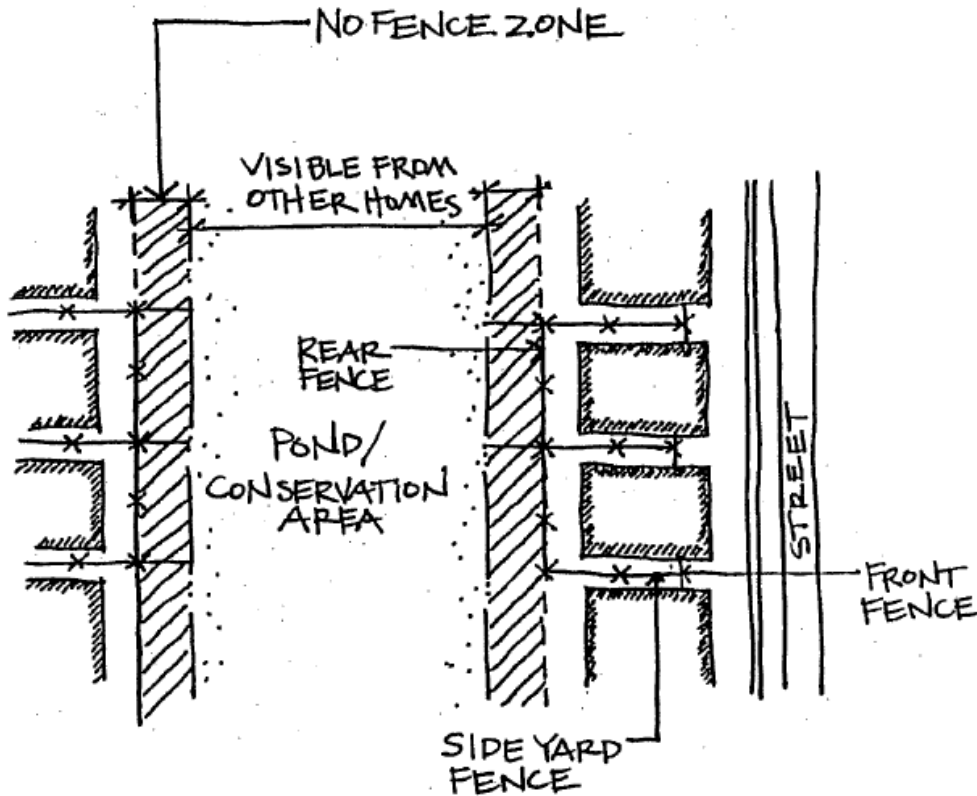 NO FENCE ZONE
VISIBLE FROM
OTHER HOMES
REAR
FENCE
POND/
CONSERVATION
AREA
STREET
FRONT
FENCE
SIDE YARD
FENCE